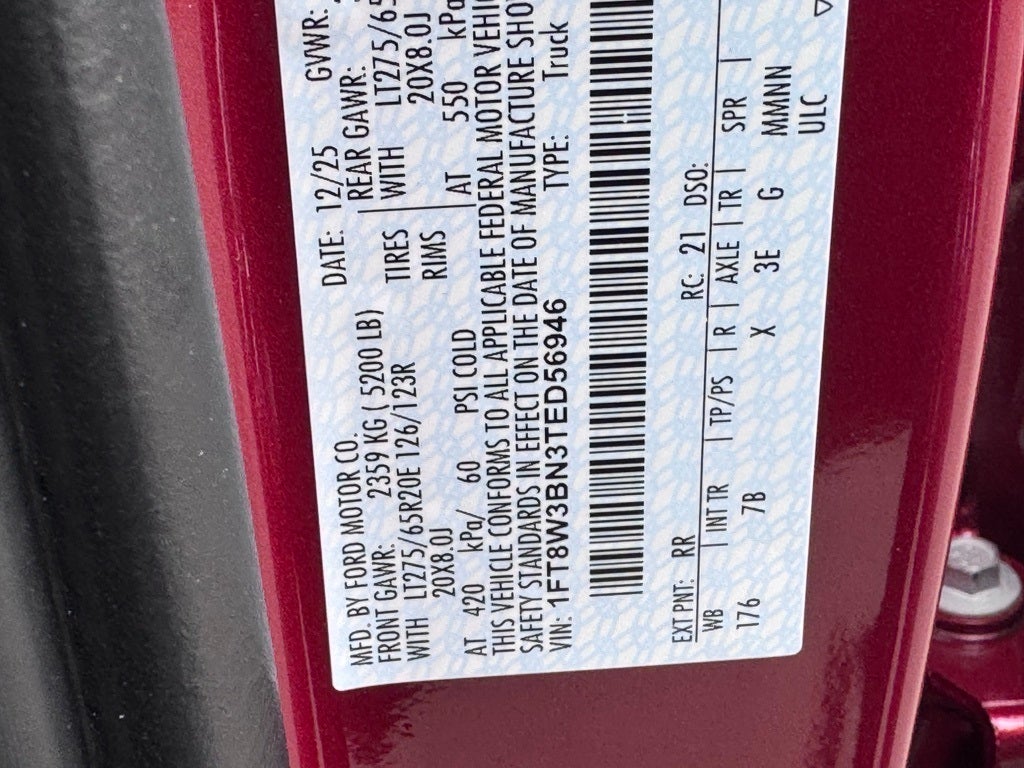 MFD. BY FORD MOTOR CO. DATE: 12/25 GVWR:
FRONT GAWR: 2359 KG ( 5200 LB) REAR GAWR:
WITH LT275/65R20E 126/123R TIRES WITH LT275/65
20X8.0J RIMS 20X8.0J
AT 420 kPa/ 60 PSI COLD AT 550 kPa
THIS VEHICLE CONFORMS TO ALL APPLICABLE FEDERAL MOTOR VEHIC
SAFETY STANDARDS IN EFFECT ON THE DATE OF MANUFACTURE SHO
VIN: 1FT8W3BN3TED56946 TYPE: Truck
EXT PNT: RR RC: 21 DSO:
WB INT TR TP/PS R AXLE TR SPR
176 7B X 3E G MMMNN
ULC